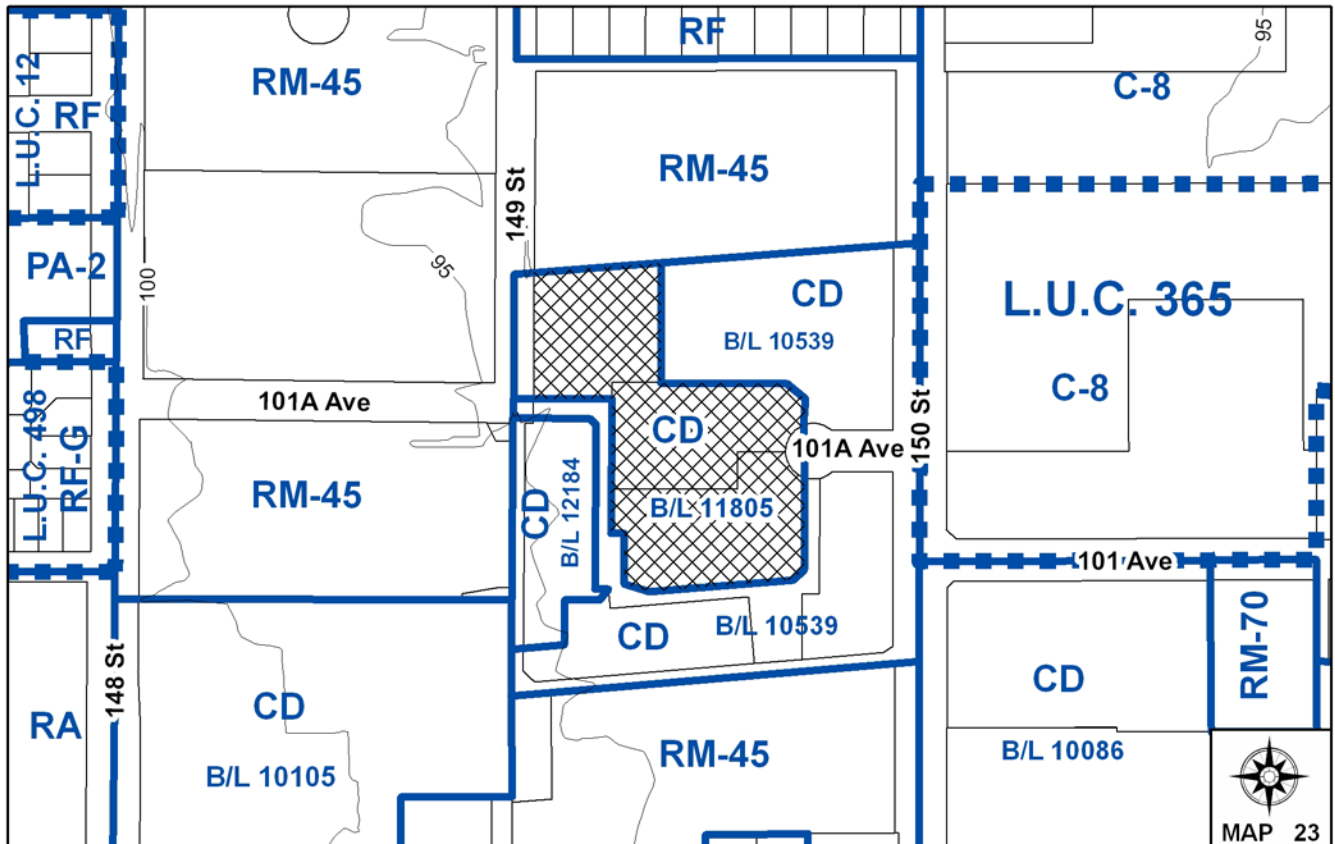 RF
95
L.U.C. 12
RF
RM-45
C-8
RM-45
149 St
PA-2
100
95
CD
L.U.C. 365
RF
B/L 10539
C-8
101A Ave
L.U.C. 498
RF-G
150 St
CD
101A Ave
RM-45
CD
B/L 12184
B/L 11805
101 Ave
RM-70
CD
B/L 10539
148 St
RA
CD
CD
B/L 10105
RM-45
B/L 10086
MAP 23